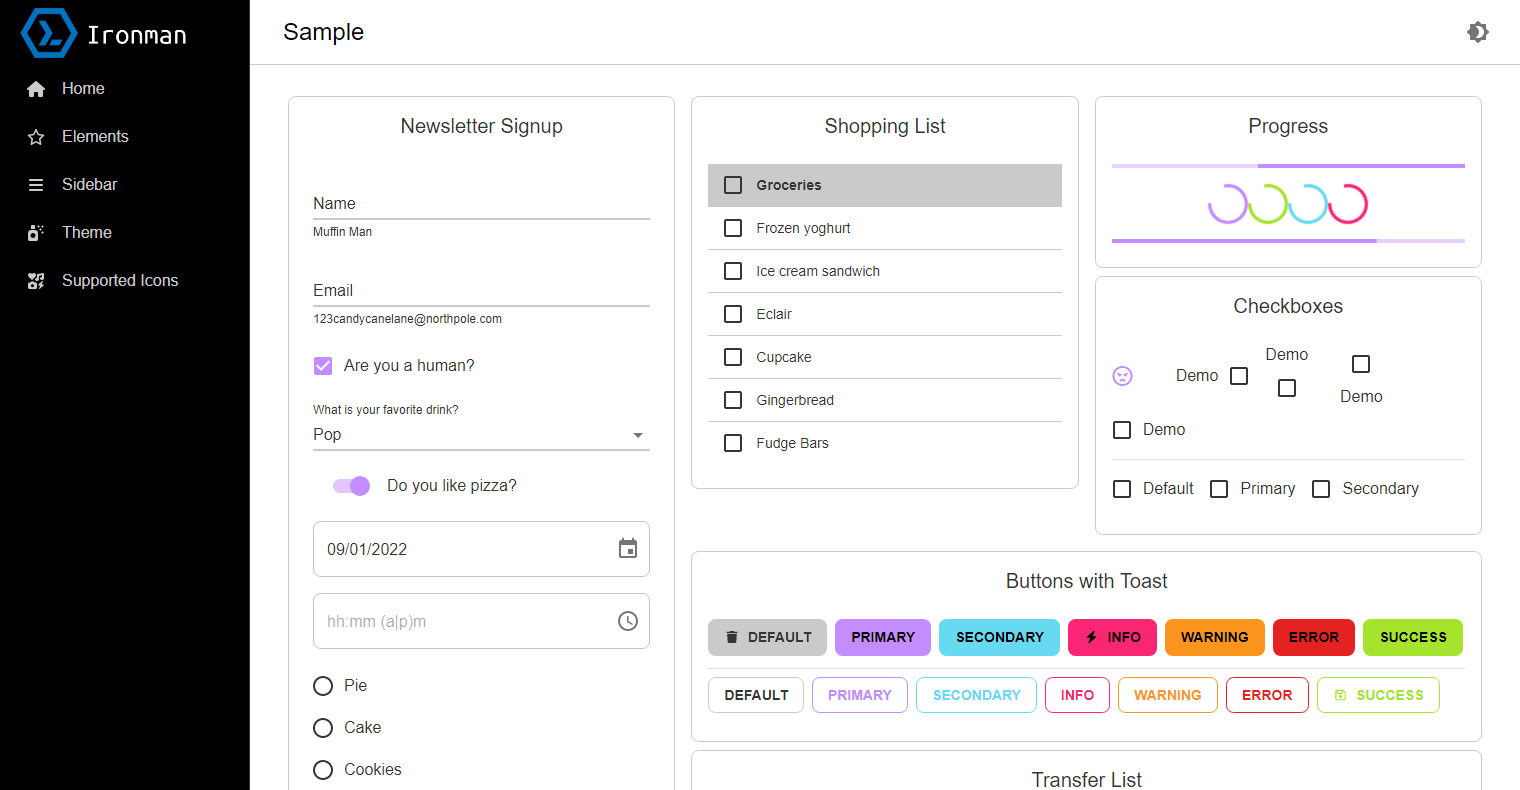 Ironman
Home
Elements
Sidebar
Theme
Supported Icons
Sample
Newsletter Signup
Name
Muffin Man
Email
123candycanelane@northpole.com
Are you a human?
What is your favorite drink?
Pop
Do you like pizza?
09/01/2022
hh:mm (a|p)m
Pie
Cake
Cookies
Shopping List
Groceries
Frozen yoghurt
Ice cream sandwich
Eclair
Cupcake
Gingerbread
Fudge Bars
Progress
Checkboxes
Demo
Demo
Demo
Demo
Default Primary Secondary
Buttons with Toast
DEFAULT PRIMARY SECONDARY INFO WARNING ERROR SUCCESS
DEFAULT PRIMARY SECONDARY INFO WARNING ERROR SUCCESS
Transfer List